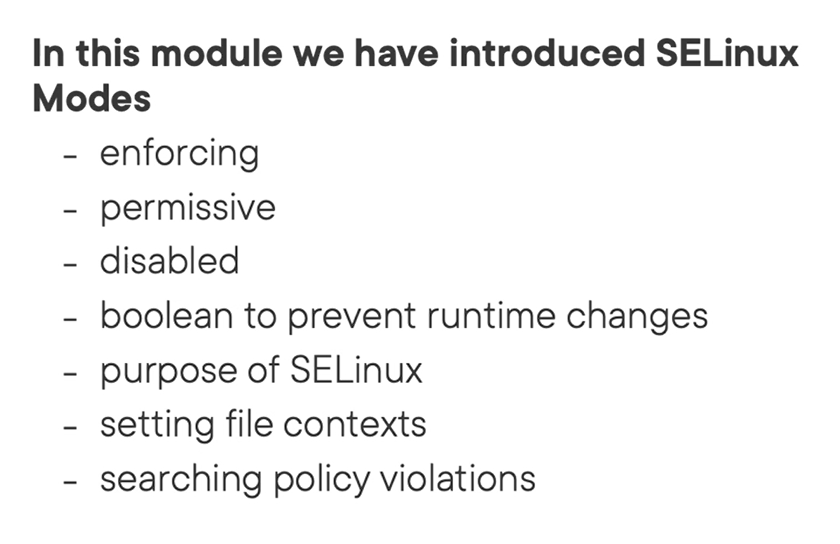 In this module we have introduced SELinux
Modes
- enforcing
- permissive
- disabled
- boolean to prevent runtime changes
- purpose of SELinux
- setting file contexts
- searching policy violations